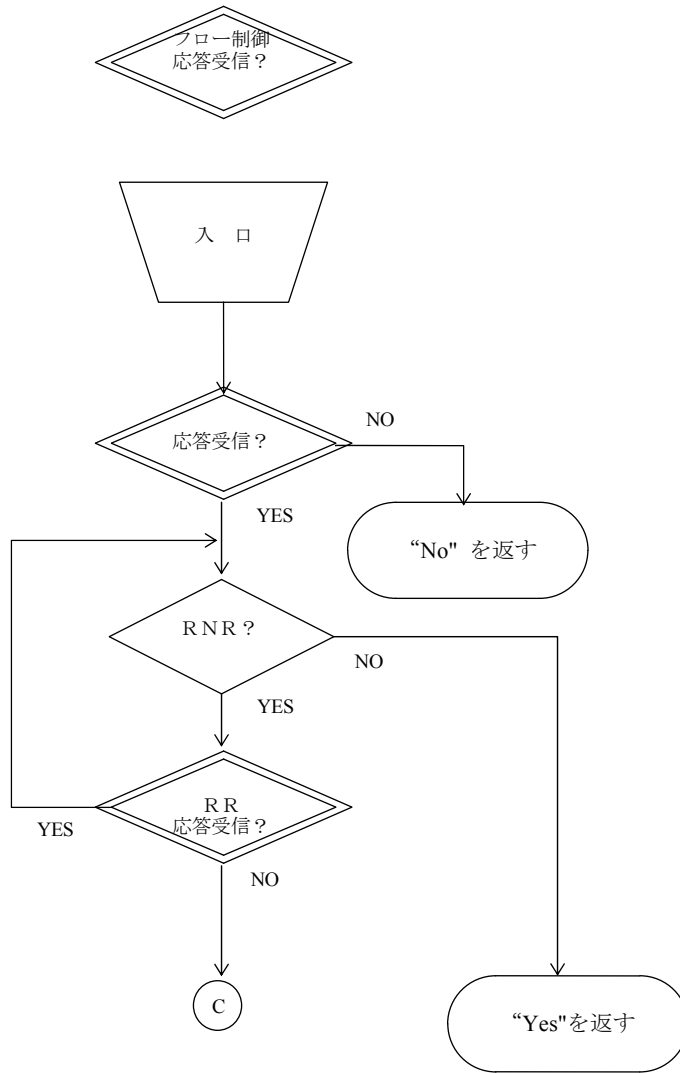 フロー制御
応答受信？
入　口
応答受信？
NO
YES
“No" を返す
ＲＮＲ？
NO
YES
ＲＲ
応答受信？
YES
NO
C
“Yes"を返す